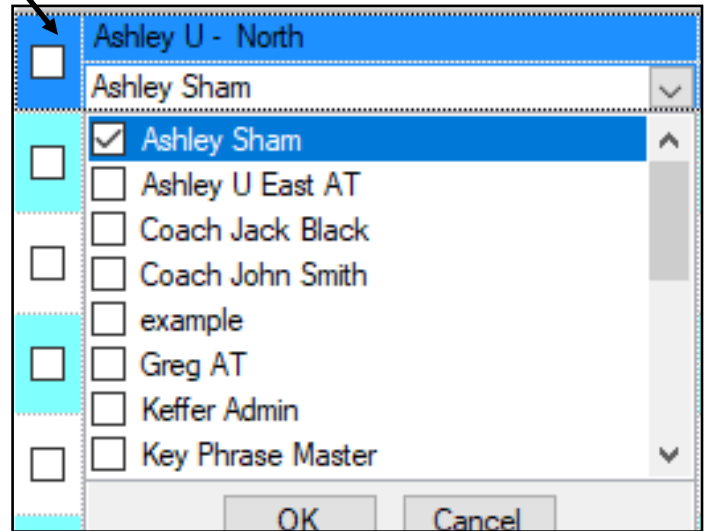 Ashley U - North
Ashley Sham
Ashley Sham
Ashley U East AT
Coach Jack Black
Coach John Smith
example
Greg AT
Keffer Admin
Key Phrase Master
OK Cancel